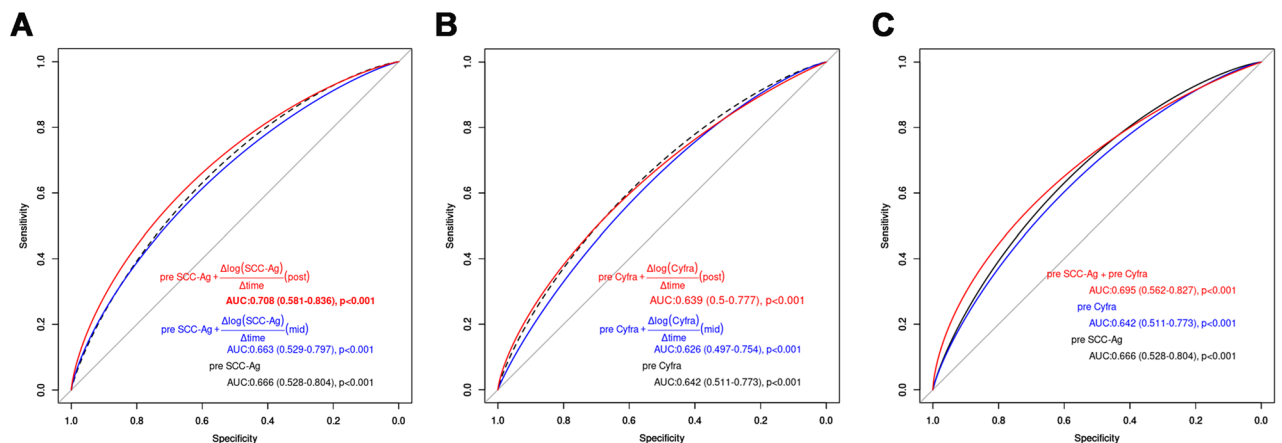 A
Sensitivity
1.0
0.8
0.6
0.4
0.2
0.0
pre SCC-Ag + Δlog(SCC-Ag)/Δtime (post)
AUC:0.708 (0.581-0.836), p<0.001
pre SCC-Ag + Δlog(SCC-Ag)/Δtime (mid)
AUC:0.663 (0.529-0.797), p<0.001
pre SCC-Ag
AUC:0.666 (0.528-0.804), p<0.001
1.0 0.8 0.6 0.4 0.2 0.0
Specificity
B
Sensitivity
1.0
0.8
0.6
0.4
0.2
0.0
pre Cyfra + Δlog(Cyfra)/Δtime (post)
AUC:0.639 (0.5-0.777), p<0.001
pre Cyfra + Δlog(Cyfra)/Δtime (mid)
AUC:0.626 (0.497-0.754), p<0.001
pre Cyfra
AUC:0.642 (0.511-0.773), p<0.001
1.0 0.8 0.6 0.4 0.2 0.0
Specificity
C
Sensitivity
1.0
0.8
0.6
0.4
0.2
0.0
pre SCC-Ag + pre Cyfra
AUC:0.695 (0.562-0.827), p<0.001
pre Cyfra
AUC:0.642 (0.511-0.773), p<0.001
pre SCC-Ag
AUC:0.666 (0.528-0.804), p<0.001
1.0 0.8 0.6 0.4 0.2 0.0
Specificity